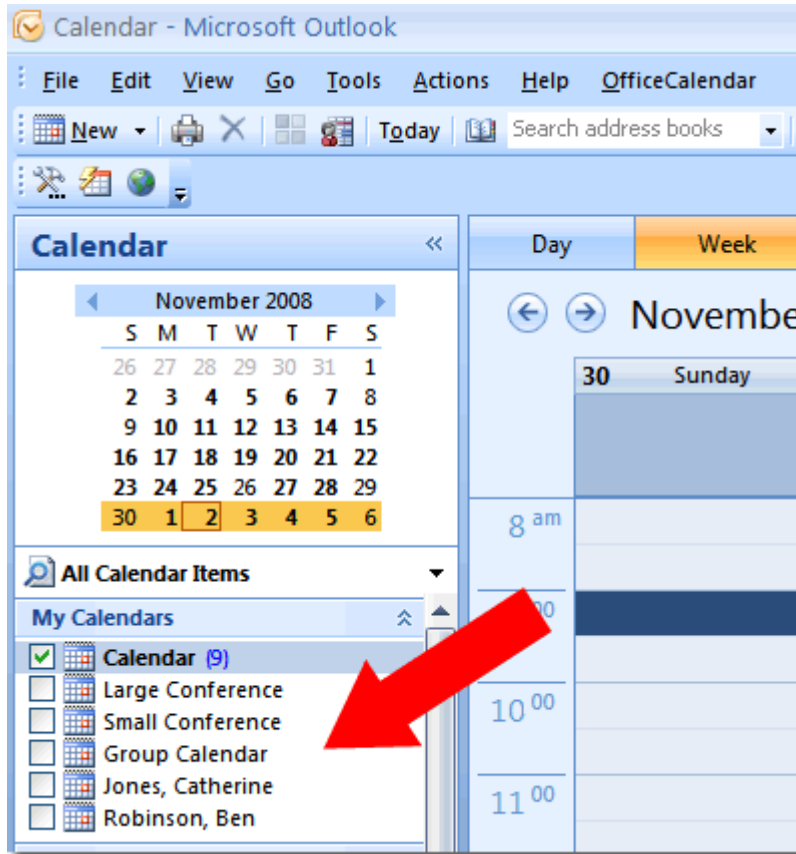 Calendar - Microsoft Outlook
File Edit View Go Tools Actions Help OfficeCalendar
New Today Search address books
Calendar « Day Week
November 2008
S M T W T F S
26 27 28 29 30 31 1
2 3 4 5 6 7 8
9 10 11 12 13 14 15
16 17 18 19 20 21 22
23 24 25 26 27 28 29
30 1 2 3 4 5 6
Novembe
30 Sunday
All Calendar Items
My Calendars
Calendar (9)
Large Conference
Small Conference
Group Calendar
Jones, Catherine
Robinson, Ben
8 am
00
10 00
11 00